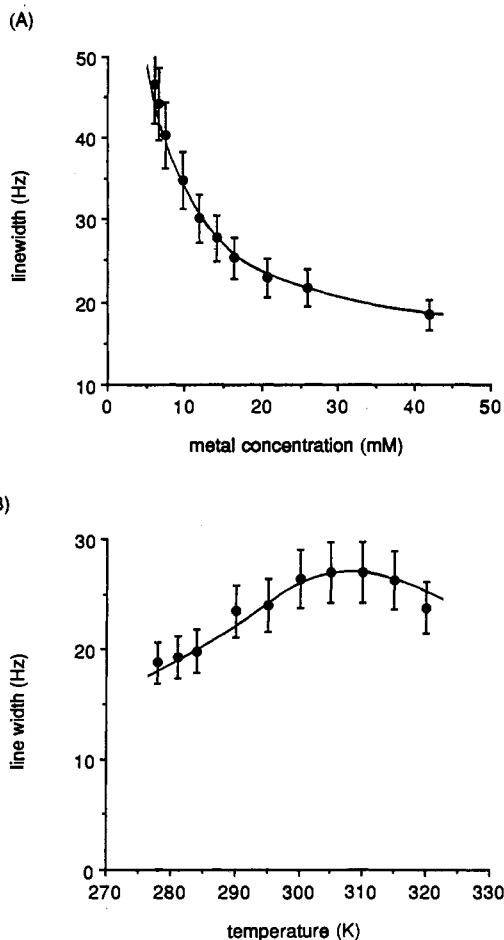 (A)
50
40
30
20
10
linewidth (Hz)
0 10 20 30 40 50
metal concentration (mM)
3)
30
20
10
0
line width (Hz)
270 280 290 300 310 320 330
temperature (K)